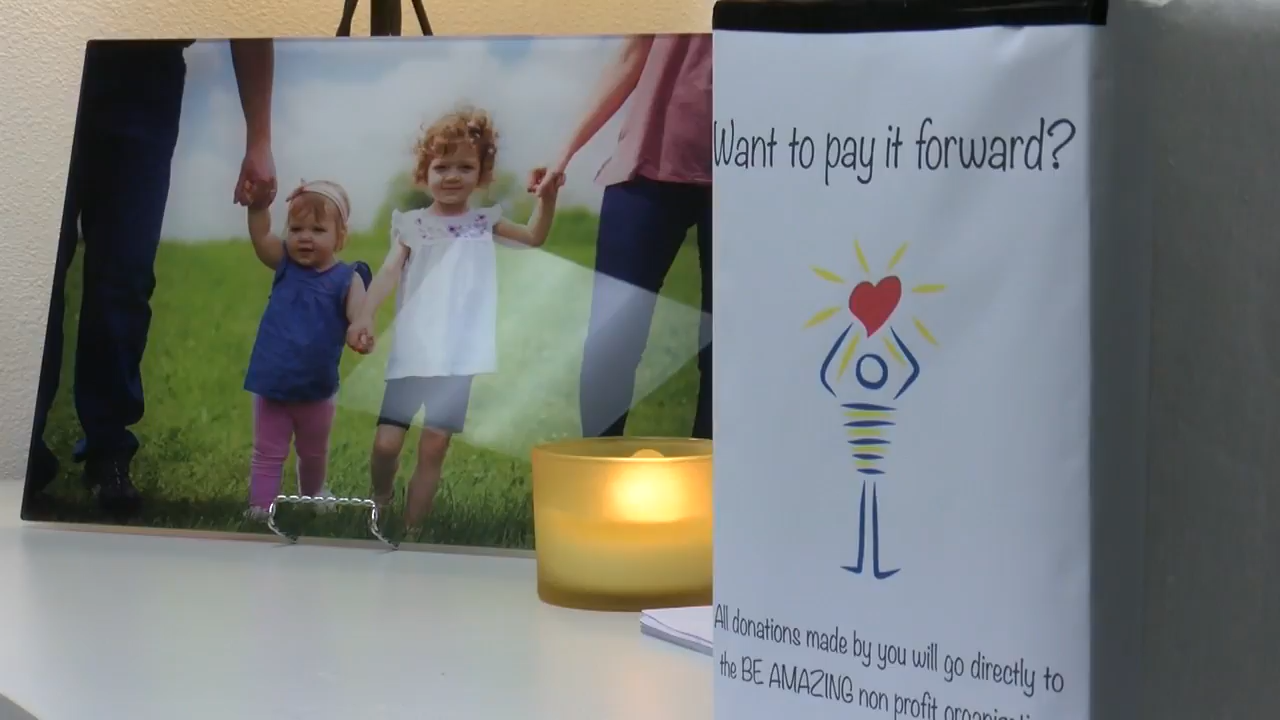 Want to pay it forward?
All donations made by you will go directly to
the BE AMAZING non profit